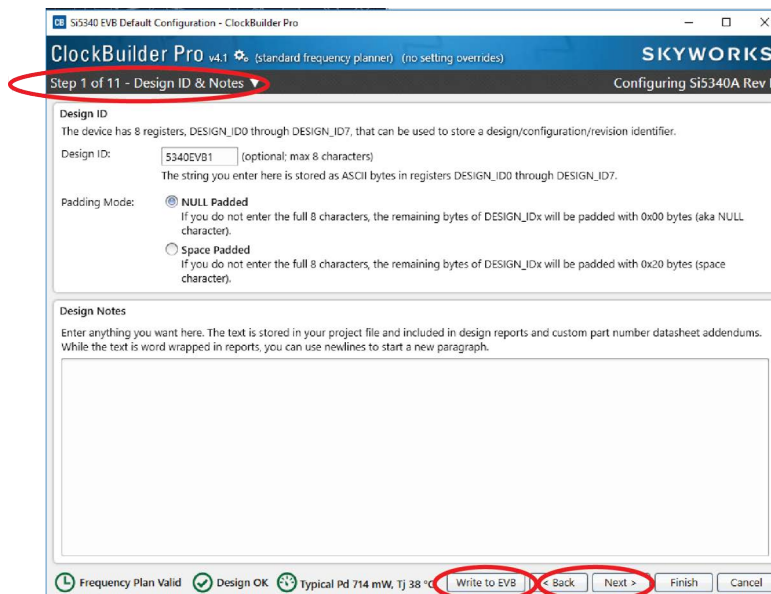 CB Si5340 EVB Default Configuration - ClockBuilder Pro
ClockBuilder Pro v4.1 (standard frequency planner) (no setting overrides) SKYWORKS
Step 1 of 11 - Design ID & Notes ▼ Configuring Si5340A Rev
Design ID
The device has 8 registers, DESIGN_ID0 through DESIGN_ID7, that can be used to store a design/configuration/revision identifier.
Design ID: 5340EVB1 (optional; max 8 characters)
The string you enter here is stored as ASCII bytes in registers DESIGN_ID0 through DESIGN_ID7.
Padding Mode: NULL Padded
If you do not enter the full 8 characters, the remaining bytes of DESIGN_IDx will be padded with 0x00 bytes (aka NULL
character).
Space Padded
If you do not enter the full 8 characters, the remaining bytes of DESIGN_IDx will be padded with 0x20 bytes (space
character).
Design Notes
Enter anything you want here. The text is stored in your project file and included in design reports and custom part number datasheet addendums.
While the text is word wrapped in reports, you can use newlines to start a new paragraph.
Frequency Plan Valid Design OK Typical Pd 714 mW, Tj 38 °C Write to EVB < Back Next > Finish Cancel